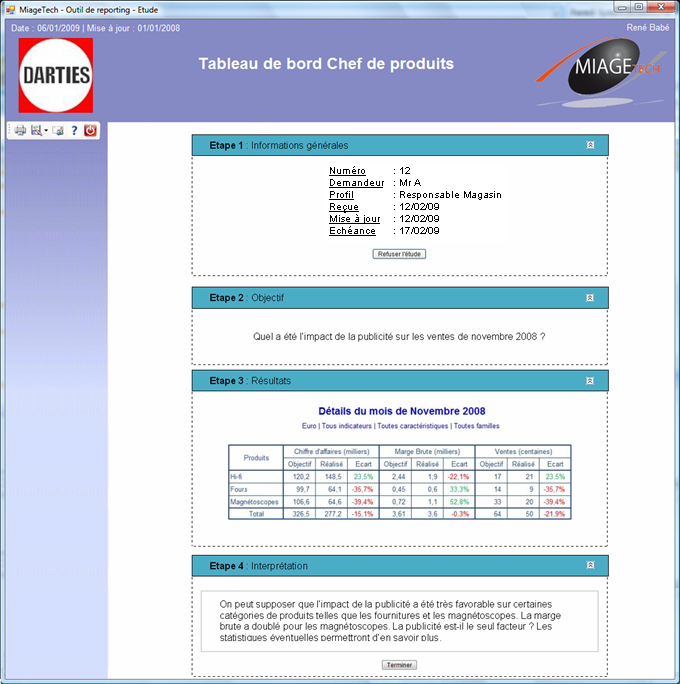 MiageTech - Outil de reporting - Etude
Date : 06/01/2009 | Mise à jour : 01/01/2008
René Babé
DARTIES
Tableau de bord Chef de produits
MIAGETECH
Etape 1 : Informations générales
Numéro : 12
Demandeur : Mr A
Profil : Responsable Magasin
Reçue : 12/02/09
Mise à jour : 12/02/09
Echéance : 17/02/09
Refuser l'étude
Etape 2 : Objectif
Quel a été l'impact de la publicité sur les ventes de novembre 2008 ?
Etape 3 : Résultats
Détails du mois de Novembre 2008
Euro | Tous indicateurs | Toutes caractéristiques | Toutes familles
Produits Chiffre d'affaires (milliers) Marge Brute (milliers) Ventes (centaines)
Objectif Réalisé Ecart Objectif Réalisé Ecart Objectif Réalisé Ecart
Hi-fi 120,2 148,5 23,5% 2,44 1,9 -22,1% 17 21 23,5%
Fours 99,7 64,1 -35,7% 0,45 0,6 33,3% 14 9 -35,7%
Magnétoscopes 106,6 64,6 -39,4% 0,72 1,1 52,8% 33 20 -39,4%
Total 326,5 277,2 -15,1% 3,61 3,6 -0,3% 64 50 -21,9%
Etape 4 : Interprétation
On peut supposer que l'impact de la publicité a été très favorable sur certaines
catégories de produits telles que les fournitures et les magnétoscopes. La marge
brute a doublé pour les magnétoscopes. La publicité est-il le seul facteur ? Les
statistiques éventuelles permettront d'en savoir plus.
Terminer